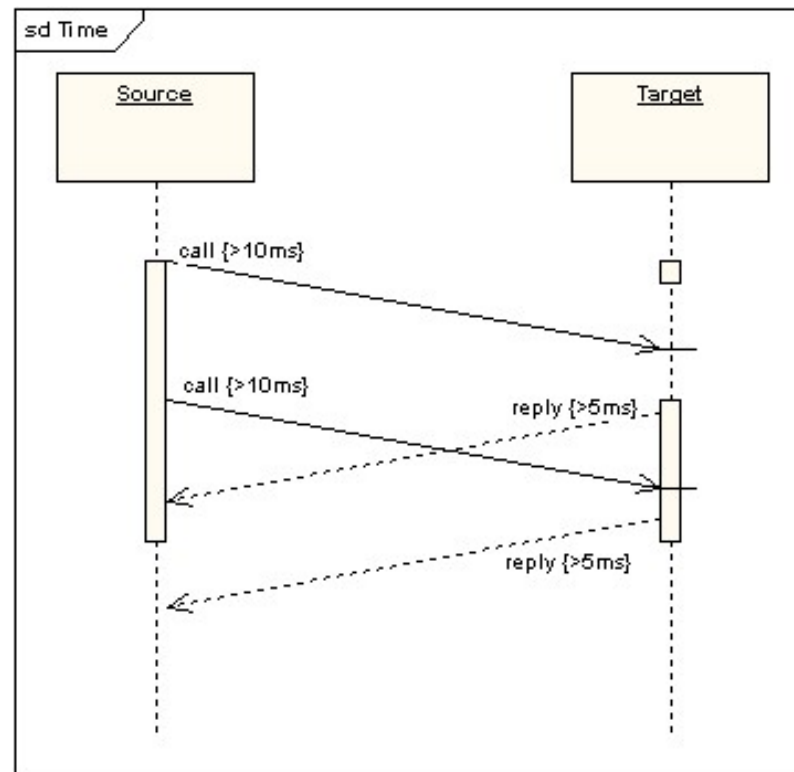 sd Time
Source
Target
call {>10ms}
call {>10ms}
reply {>5ms}
reply {>5ms}